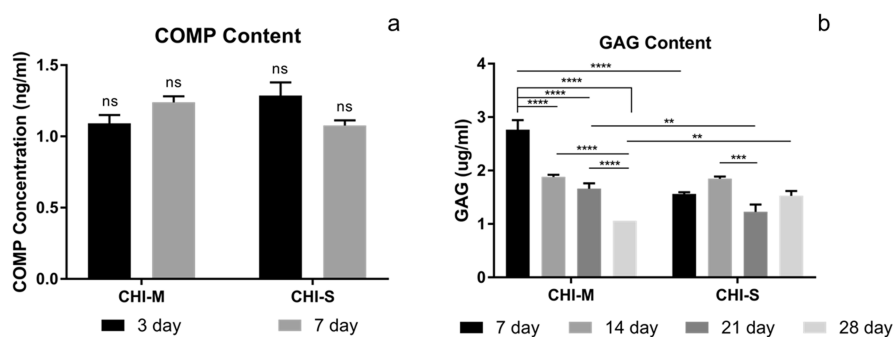 a
COMP Content
COMP Concentration (ng/ml)
1.5
1.0
0.5
0.0
ns
ns
ns
ns
CHI-M
CHI-S
3 day
7 day
b
GAG Content
GAG (ug/ml)
4
3
2
1
0
****
****
****
****
**
**
****
***
****
CHI-M
CHI-S
7 day
14 day
21 day
28 day